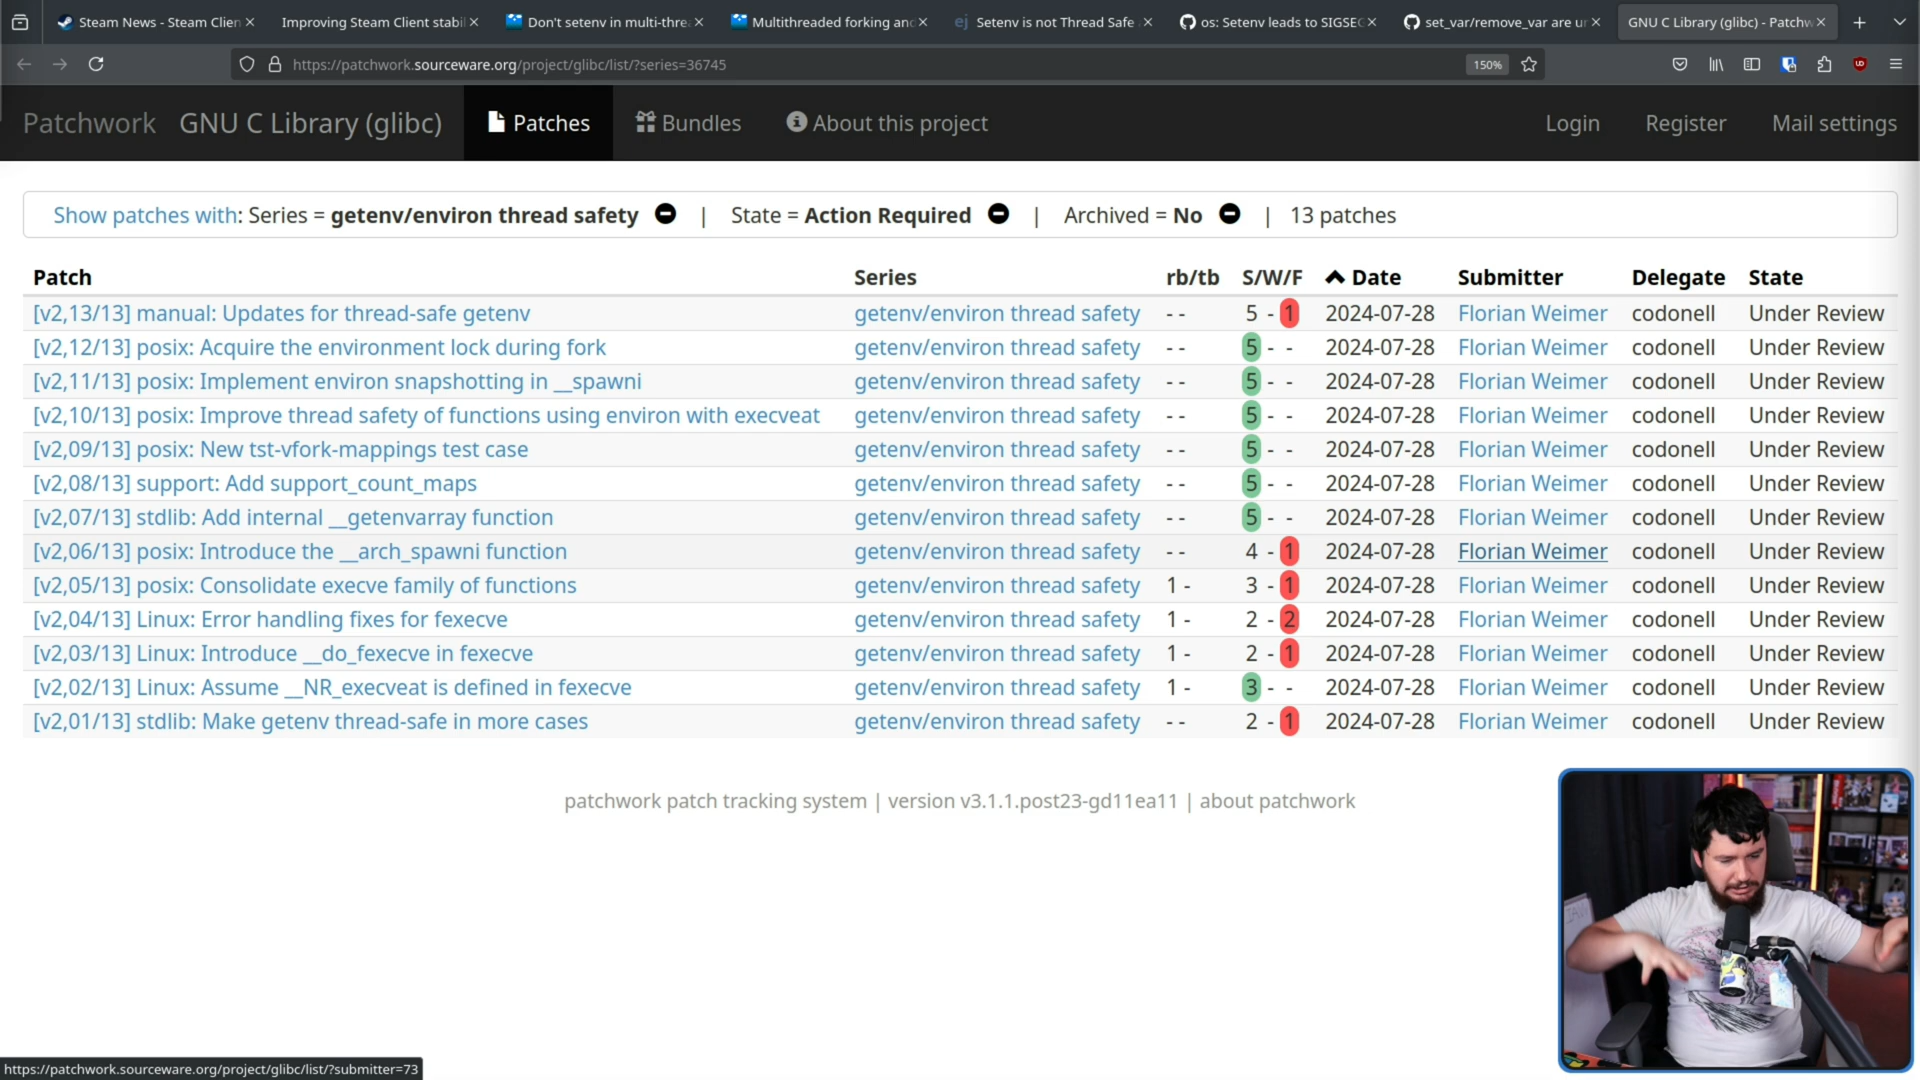 Steam News - Steam Clien
Improving Steam Client stabil
Don't setenv in multi-thre
Multithreaded forking and
ej Setenv is not Thread Safe
os: Setenv leads to SIGSEG
set_var/remove_var are un
GNU C Library (glibc) - Patchw
https://patchwork.sourceware.org/project/glibc/list/?series=36745
150%
Patchwork GNU C Library (glibc) Patches Bundles About this project Login Register Mail settings
Show patches with: Series = getenv/environ thread safety | State = Action Required | Archived = No | 13 patches
Patch Series rb/tb S/W/F Date Submitter Delegate State
[v2,13/13] manual: Updates for thread-safe getenv getenv/environ thread safety - - 5 - 1 2024-07-28 Florian Weimer codonell Under Review
[v2,12/13] posix: Acquire the environment lock during fork getenv/environ thread safety - - 5 - - 2024-07-28 Florian Weimer codonell Under Review
[v2,11/13] posix: Implement environ snapshotting in __spawni getenv/environ thread safety - - 5 - - 2024-07-28 Florian Weimer codonell Under Review
[v2,10/13] posix: Improve thread safety of functions using environ with execveat getenv/environ thread safety - - 5 - - 2024-07-28 Florian Weimer codonell Under Review
[v2,09/13] posix: New tst-vfork-mappings test case getenv/environ thread safety - - 5 - - 2024-07-28 Florian Weimer codonell Under Review
[v2,08/13] support: Add support_count_maps getenv/environ thread safety - - 5 - - 2024-07-28 Florian Weimer codonell Under Review
[v2,07/13] stdlib: Add internal __getenvarray function getenv/environ thread safety - - 5 - - 2024-07-28 Florian Weimer codonell Under Review
[v2,06/13] posix: Introduce the __arch_spawni function getenv/environ thread safety - - 4 - 1 2024-07-28 Florian Weimer codonell Under Review
[v2,05/13] posix: Consolidate execve family of functions getenv/environ thread safety 1 - 3 - 1 2024-07-28 Florian Weimer codonell Under Review
[v2,04/13] Linux: Error handling fixes for fexecve getenv/environ thread safety 1 - 2 - 2 2024-07-28 Florian Weimer codonell Under Review
[v2,03/13] Linux: Introduce __do_fexecve in fexecve getenv/environ thread safety 1 - 2 - 1 2024-07-28 Florian Weimer codonell Under Review
[v2,02/13] Linux: Assume __NR_execveat is defined in fexecve getenv/environ thread safety 1 - 3 - - 2024-07-28 Florian Weimer codonell Under Review
[v2,01/13] stdlib: Make getenv thread-safe in more cases getenv/environ thread safety - - 2 - 1 2024-07-28 Florian Weimer codonell Under Review
patchwork patch tracking system | version v3.1.1.post23-gd11ea11 | about patchwork
https://patchwork.sourceware.org/project/glibc/list/?submitter=73